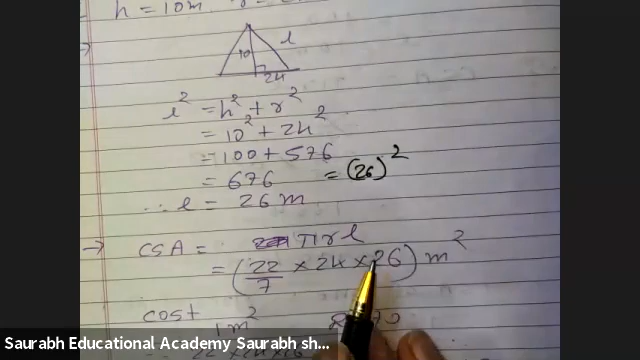 h = 10m
10
l
24
l² = h² + r²
= 10² + 24²
= 100 + 576
= 676 = (26)²
∴ l = 26 m
→ CSA = πrl
= (22/7 × 24 × 26) m²
cost
1m²
Saurabh Educational Academy Saurabh sh...